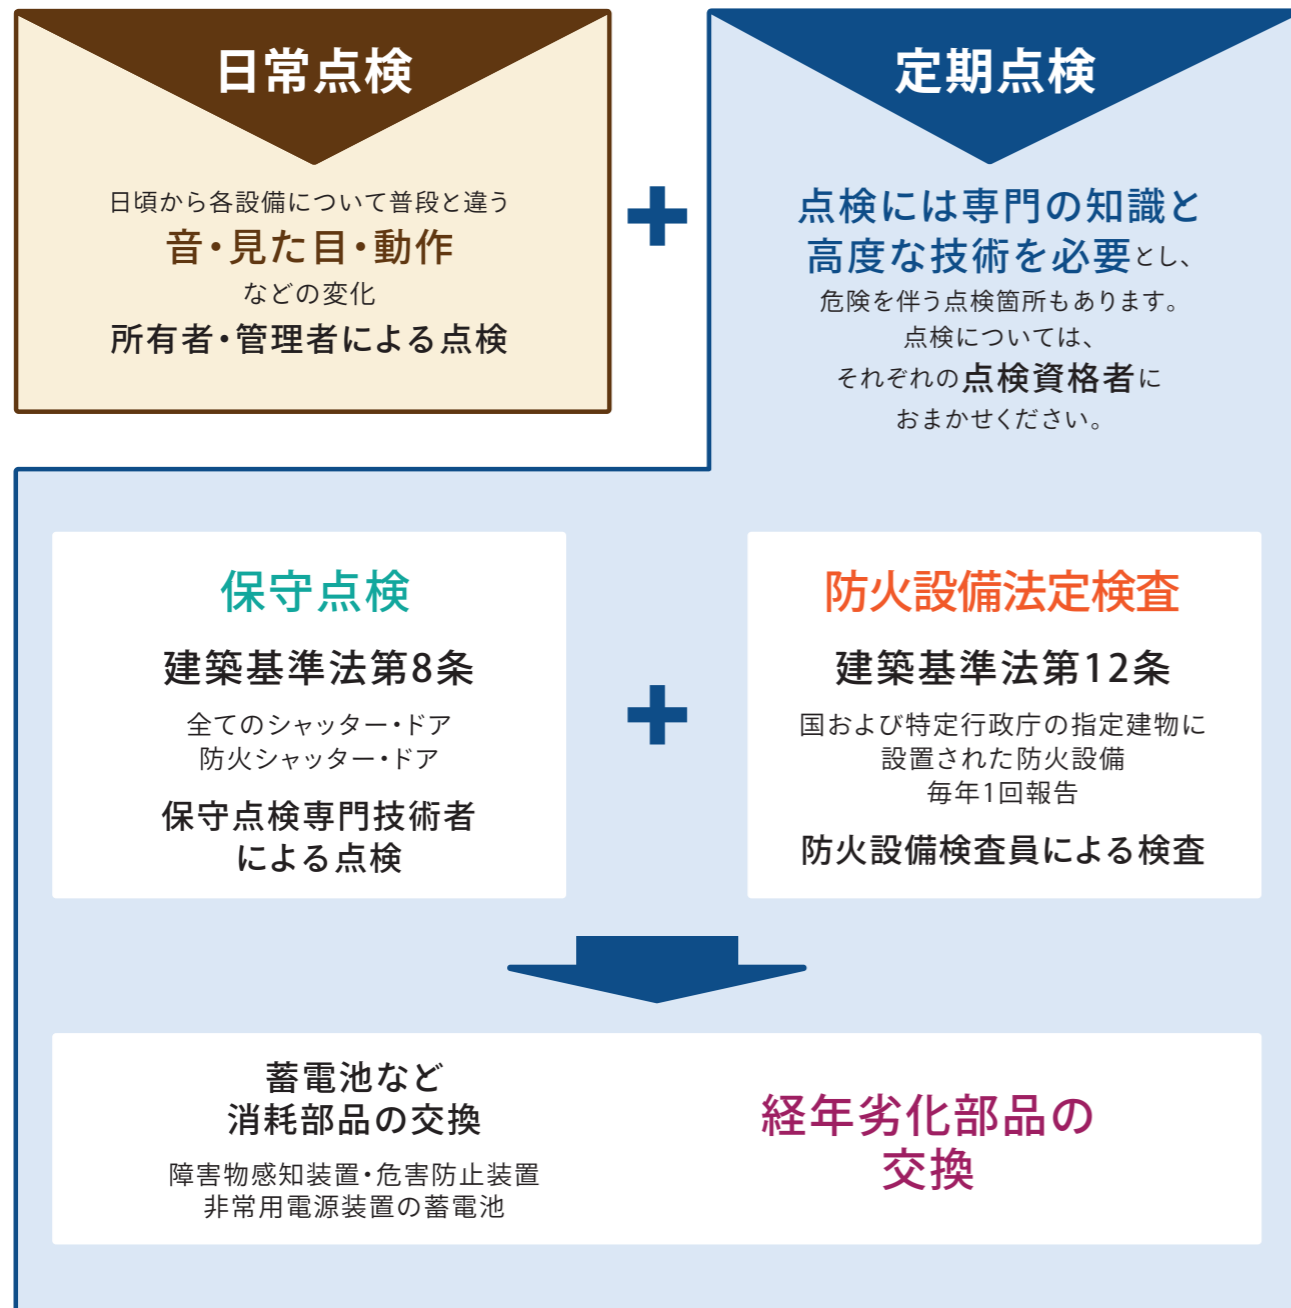 日常点検
日頃から各設備について普段と違う
音・見た目・動作
などの変化
所有者・管理者による点検
定期点検
点検には専門の知識と
高度な技術を必要とし、
危険を伴う点検箇所もあります。
点検については、
それぞれの点検資格者に
おまかせください。
保守点検
建築基準法第8条
全てのシャッター・ドア
防火シャッター・ドア
保守点検専門技術者
による点検
防火設備法定検査
建築基準法第12条
国および特定行政庁の指定建物に
設置された防火設備
毎年1回報告
防火設備検査員による検査
蓄電池など
消耗部品の交換
障害物感知装置・危害防止装置
非常用電源装置の蓄電池
経年劣化部品の
交換